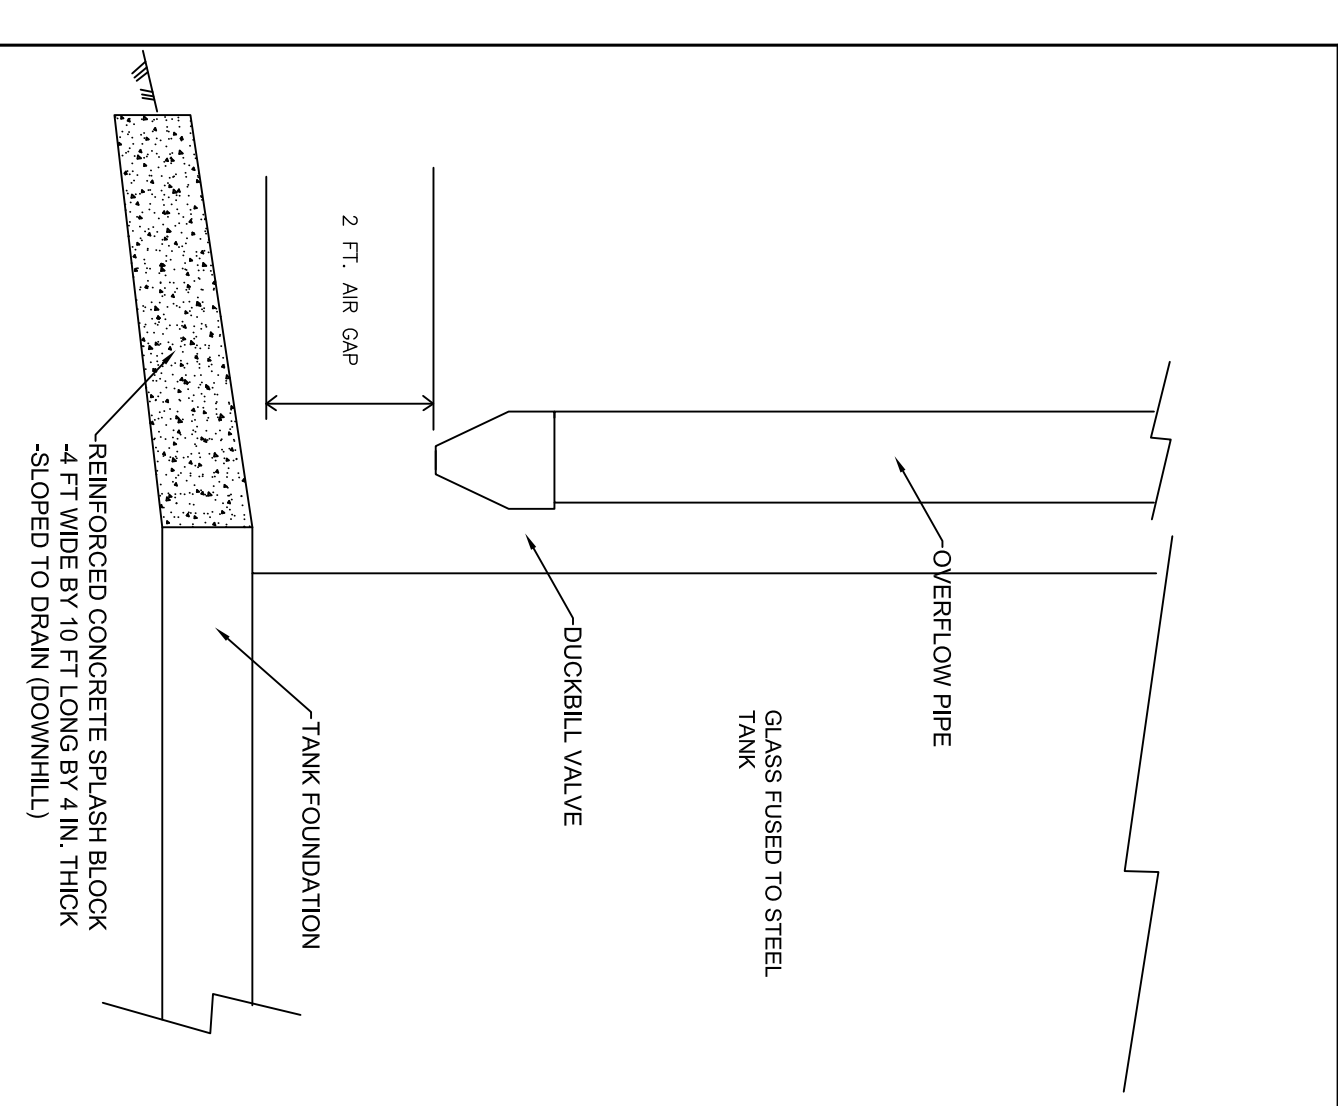 OVERFLOW PIPE
GLASS FUSED TO STEEL
TANK
DUCKBILL VALVE
2 FT. AIR GAP
TANK FOUNDATION
REINFORCED CONCRETE SPLASH BLOCK
-4 FT WIDE BY 10 FT LONG BY 4 IN. THICK
-SLOPED TO DRAIN (DOWNHILL)